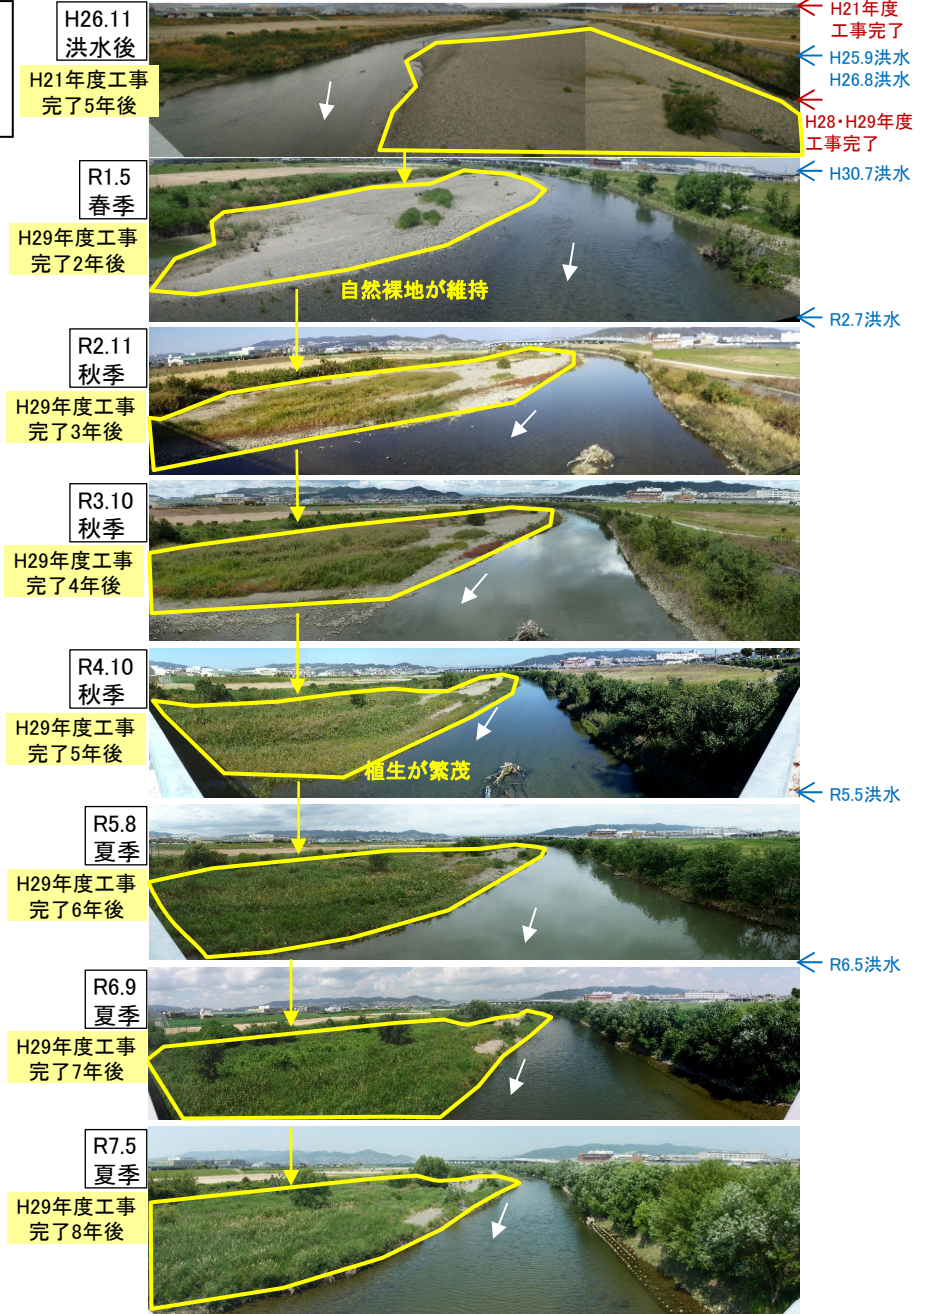 H26.11
洪水後
H21年度工事
完了5年後
H21年度
工事完了
H25.9洪水
H26.8洪水
H28・H29年度
工事完了
R1.5
春季
H29年度工事
完了2年後
H30.7洪水
自然裸地が維持
R2.7洪水
R2.11
秋季
H29年度工事
完了3年後
R3.10
秋季
H29年度工事
完了4年後
R4.10
秋季
H29年度工事
完了5年後
植生が繁茂
R5.5洪水
R5.8
夏季
H29年度工事
完了6年後
R6.5洪水
R6.9
夏季
H29年度工事
完了7年後
R7.5
夏季
H29年度工事
完了8年後